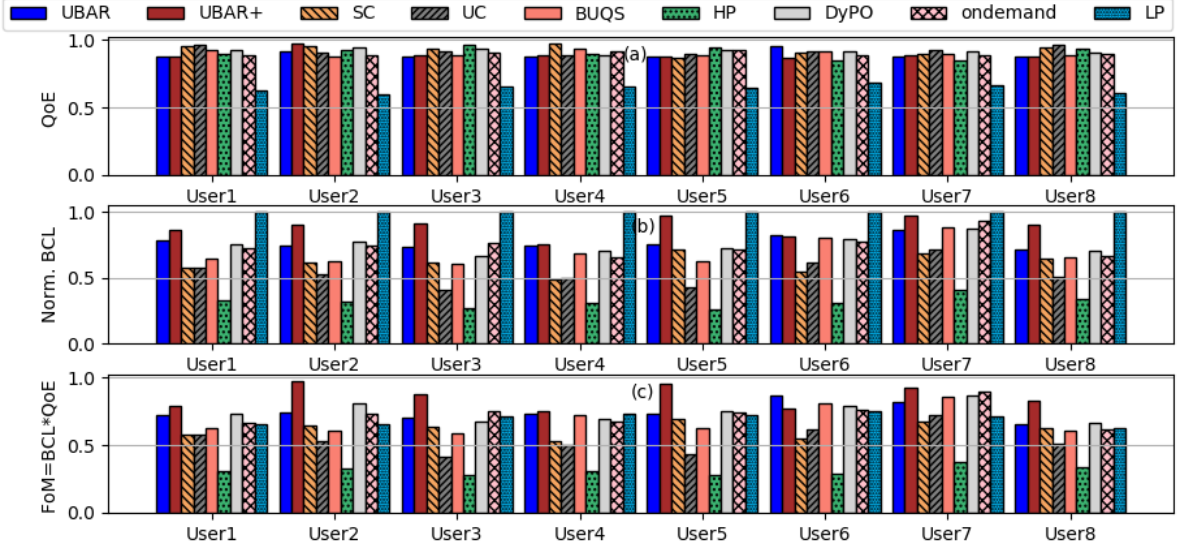 UBAR UBAR+ SC UC BUQS HP DyPO ondemand LP
1.0
(a)
QoE
0.5
0.0
User1 User2 User3 User4 User5 User6 User7 User8
1.0
(b)
Norm. BCL
0.5
0.0
User1 User2 User3 User4 User5 User6 User7 User8
1.0
(c)
FoM=BCL*QoE
0.5
0.0
User1 User2 User3 User4 User5 User6 User7 User8